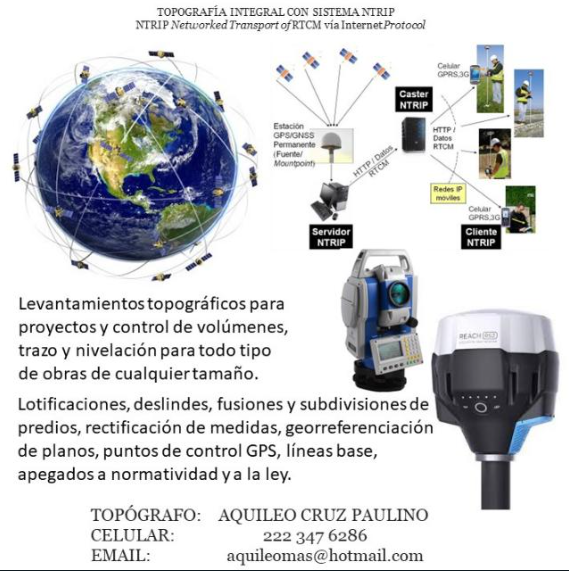 TOPOGRAFÍA INTEGRAL CON SISTEMA NTRIP
NTRIP Networked Transport of RTCM vía Internet Protocol
Celular
GPRS,3G
Caster
NTRIP
Estación
GPS/GNSS
Permanente
(Fuente/
Mountpoint)
HTTP / Datos
RTCM
HTTP /
Datos
RTCM
Redes IP
moviles
Celular
GPRS,3G
Servidor
NTRIP
Cliente
NTRIP
Levantamientos topográficos para
proyectos y control de volúmenes,
trazo y nivelación para todo tipo
de obras de cualquier tamaño.
REACH RS2
Lotificaciones, deslindes, fusiones y subdivisiones de
predios, rectificación de medidas, georreferenciación
de planos, puntos de control GPS, líneas base,
apegados a normatividad y a la ley.
TOPÓGRAFO: AQUILEO CRUZ PAULINO
CELULAR: 222 347 6286
EMAIL: aquileomas@hotmail.com